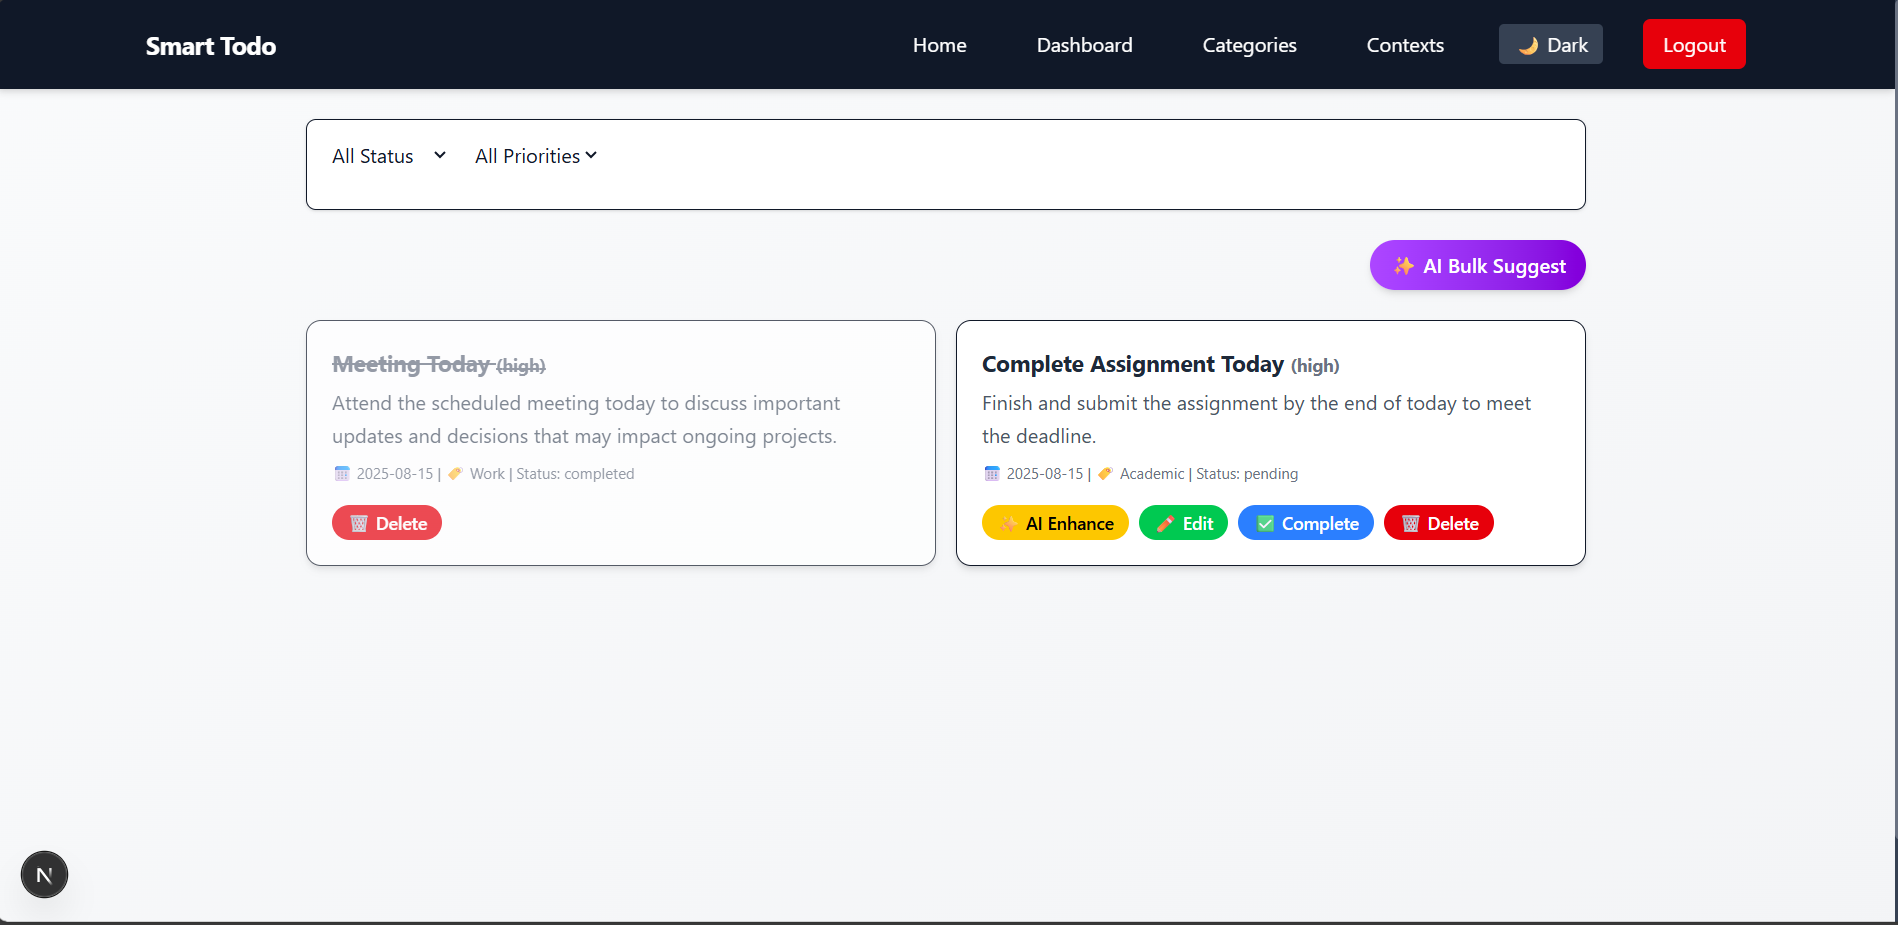 Smart Todo
Home
Dashboard
Categories
Contexts
🌙 Dark
Logout
All Status
All Priorities
✨ AI Bulk Suggest
Meeting Today (high)
Attend the scheduled meeting today to discuss important
updates and decisions that may impact ongoing projects.
📅 2025-08-15 | 🏷️ Work | Status: completed
🗑️ Delete
Complete Assignment Today (high)
Finish and submit the assignment by the end of today to meet
the deadline.
📅 2025-08-15 | 🏷️ Academic | Status: pending
✨ AI Enhance
✏️ Edit
✅ Complete
🗑️ Delete
N